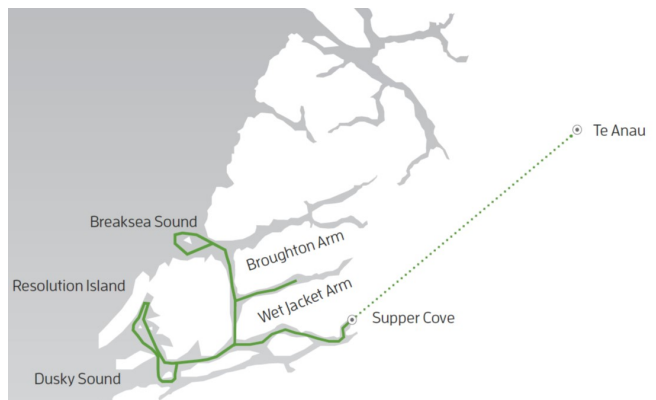 Te Anau
Breaksea Sound
Broughton Arm
Resolution Island
Wet Jacket Arm
Supper Cove
Dusky Sound